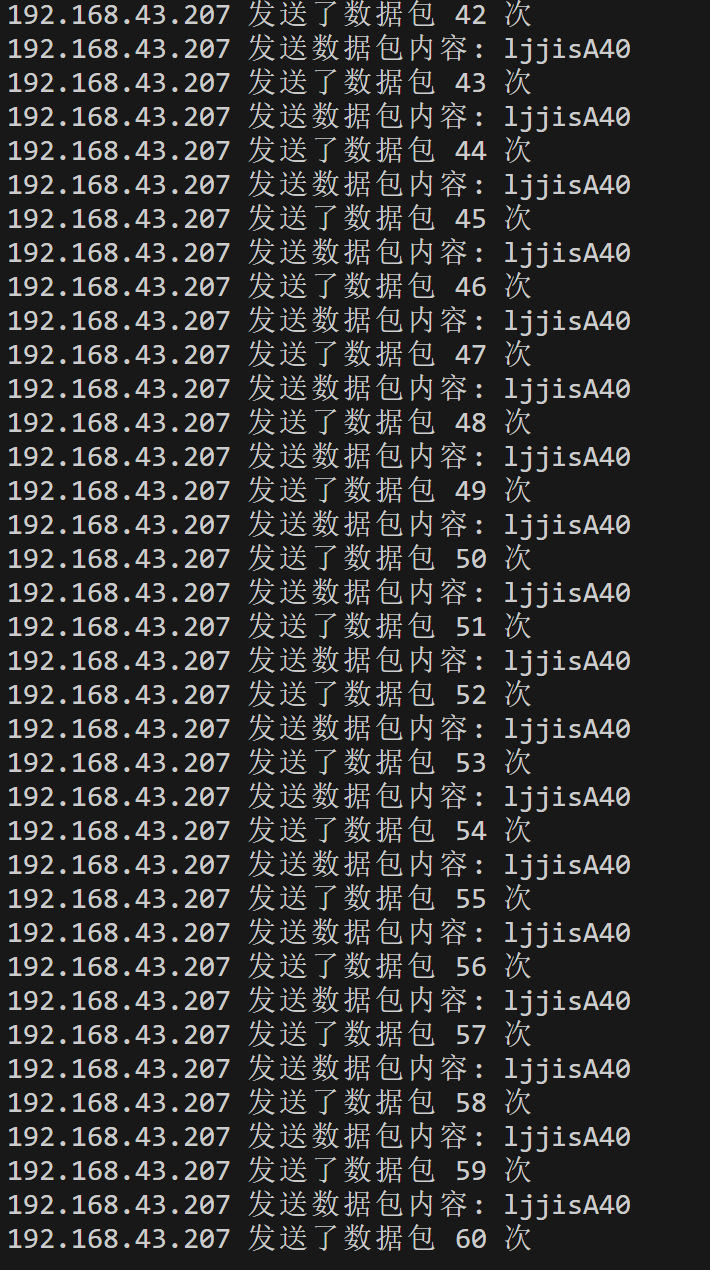 192.168.43.207 发送了数据包 42 次
192.168.43.207 发送数据包内容: ljjisA40
192.168.43.207 发送了数据包 43 次
192.168.43.207 发送数据包内容: ljjisA40
192.168.43.207 发送了数据包 44 次
192.168.43.207 发送数据包内容: ljjisA40
192.168.43.207 发送了数据包 45 次
192.168.43.207 发送数据包内容: ljjisA40
192.168.43.207 发送了数据包 46 次
192.168.43.207 发送数据包内容: ljjisA40
192.168.43.207 发送了数据包 47 次
192.168.43.207 发送数据包内容: ljjisA40
192.168.43.207 发送了数据包 48 次
192.168.43.207 发送数据包内容: ljjisA40
192.168.43.207 发送了数据包 49 次
192.168.43.207 发送数据包内容: ljjisA40
192.168.43.207 发送了数据包 50 次
192.168.43.207 发送数据包内容: ljjisA40
192.168.43.207 发送了数据包 51 次
192.168.43.207 发送数据包内容: ljjisA40
192.168.43.207 发送了数据包 52 次
192.168.43.207 发送数据包内容: ljjisA40
192.168.43.207 发送了数据包 53 次
192.168.43.207 发送数据包内容: ljjisA40
192.168.43.207 发送了数据包 54 次
192.168.43.207 发送数据包内容: ljjisA40
192.168.43.207 发送了数据包 55 次
192.168.43.207 发送数据包内容: ljjisA40
192.168.43.207 发送了数据包 56 次
192.168.43.207 发送数据包内容: ljjisA40
192.168.43.207 发送了数据包 57 次
192.168.43.207 发送数据包内容: ljjisA40
192.168.43.207 发送了数据包 58 次
192.168.43.207 发送数据包内容: ljjisA40
192.168.43.207 发送了数据包 59 次
192.168.43.207 发送数据包内容: ljjisA40
192.168.43.207 发送了数据包 60 次